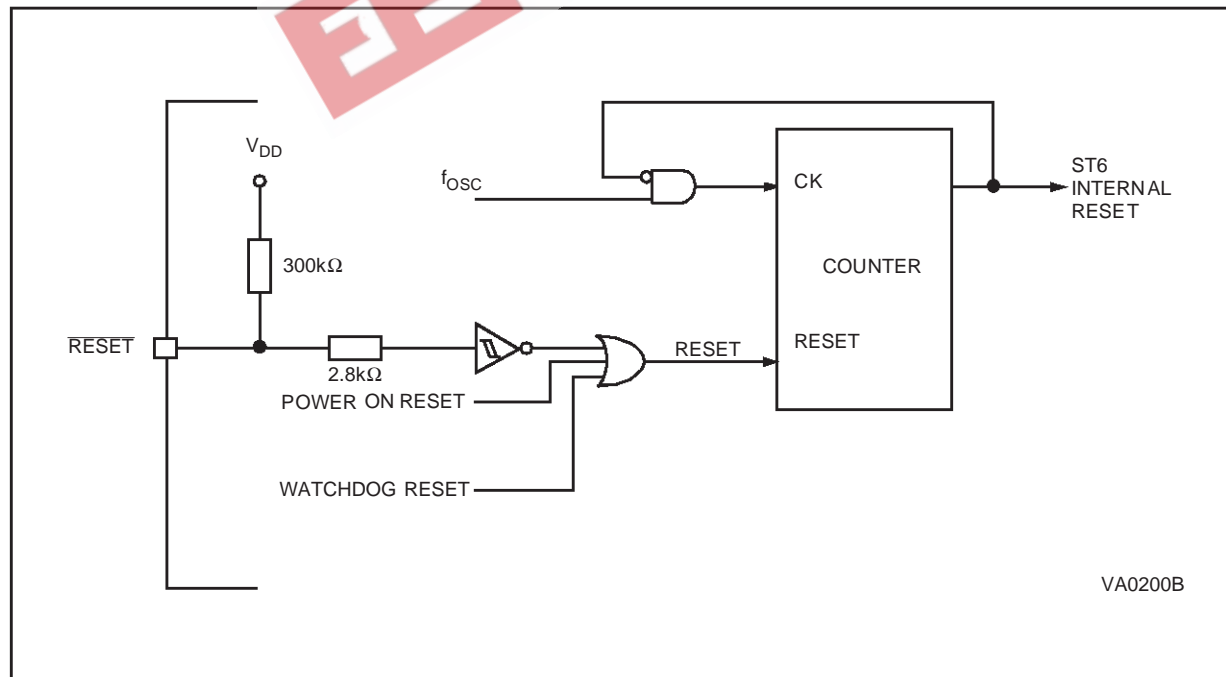 V_DD
f_OSC
CK
ST6
INTERNAL
RESET
300kΩ
COUNTER
RESET
RESET
RESET
2.8kΩ
POWER ON RESET
WATCHDOG RESET
VA0200B